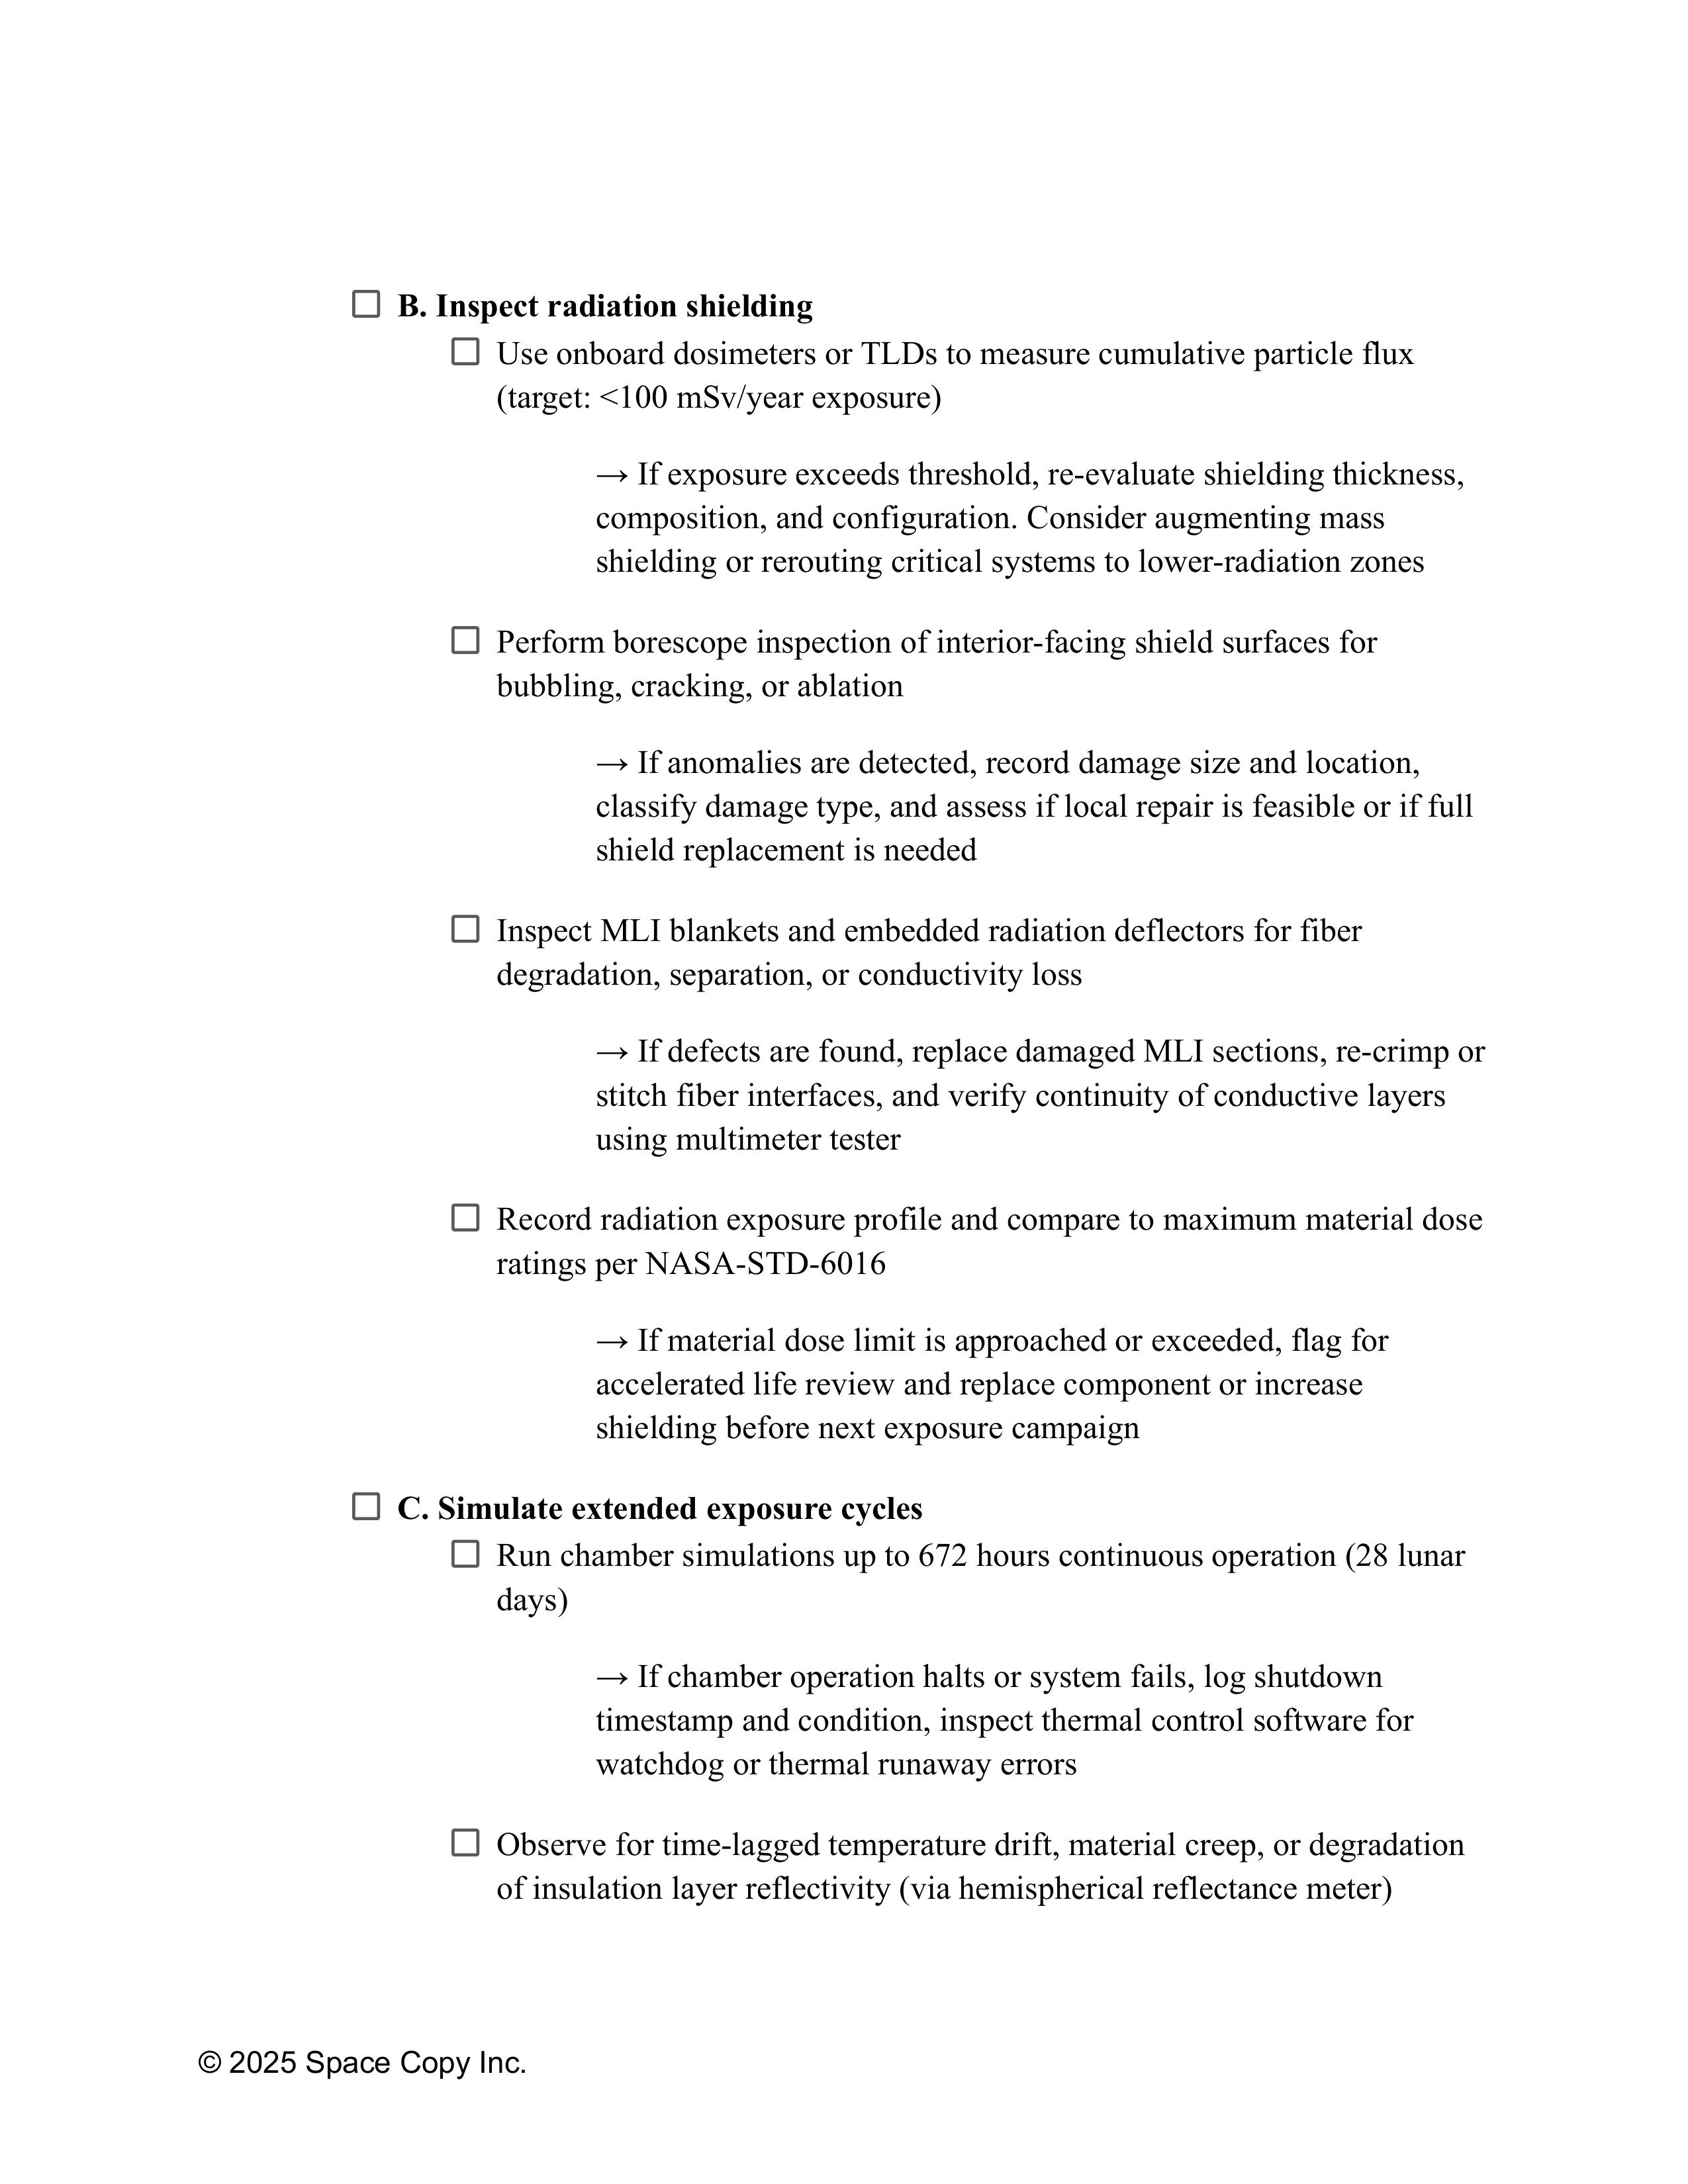 B. Inspect radiation shielding
Use onboard dosimeters or TLDs to measure cumulative particle flux
(target: <100 mSv/year exposure)
→ If exposure exceeds threshold, re-evaluate shielding thickness,
composition, and configuration. Consider augmenting mass
shielding or rerouting critical systems to lower-radiation zones
Perform borescope inspection of interior-facing shield surfaces for
bubbling, cracking, or ablation
→ If anomalies are detected, record damage size and location,
classify damage type, and assess if local repair is feasible or if full
shield replacement is needed
Inspect MLI blankets and embedded radiation deflectors for fiber
degradation, separation, or conductivity loss
→ If defects are found, replace damaged MLI sections, re-crimp or
stitch fiber interfaces, and verify continuity of conductive layers
using multimeter tester
Record radiation exposure profile and compare to maximum material dose
ratings per NASA-STD-6016
→ If material dose limit is approached or exceeded, flag for
accelerated life review and replace component or increase
shielding before next exposure campaign
C. Simulate extended exposure cycles
Run chamber simulations up to 672 hours continuous operation (28 lunar
days)
→ If chamber operation halts or system fails, log shutdown
timestamp and condition, inspect thermal control software for
watchdog or thermal runaway errors
Observe for time-lagged temperature drift, material creep, or degradation
of insulation layer reflectivity (via hemispherical reflectance meter)
© 2025 Space Copy Inc.